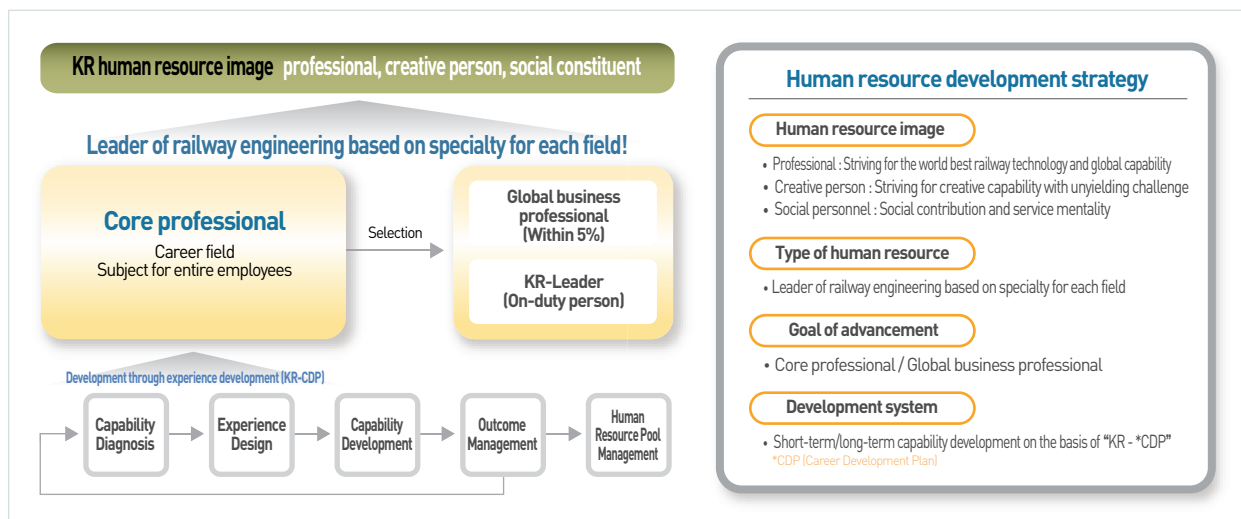 KR human resource image professional, creative person, social constituent
Leader of railway engineering based on specialty for each field!
Core professional
Career field
Subject for entire employees
Selection
Global business
professional
(Within 5%)
KR-Leader
(On-duty person)
Development through experience development (KR-CDP)
Capability
Diagnosis
Experience
Design
Capability
Development
Outcome
Management
Human
Resource Pool
Management
Human resource development strategy
Human resource image
• Professional : Striving for the world best railway technology and global capability
• Creative person : Striving for creative capability with unyielding challenge
• Social personnel : Social contribution and service mentality
Type of human resource
• Leader of railway engineering based on specialty for each field
Goal of advancement
• Core professional / Global business professional
Development system
• Short-term/long-term capability development on the basis of “KR - *CDP”
*CDP (Career Development Plan)